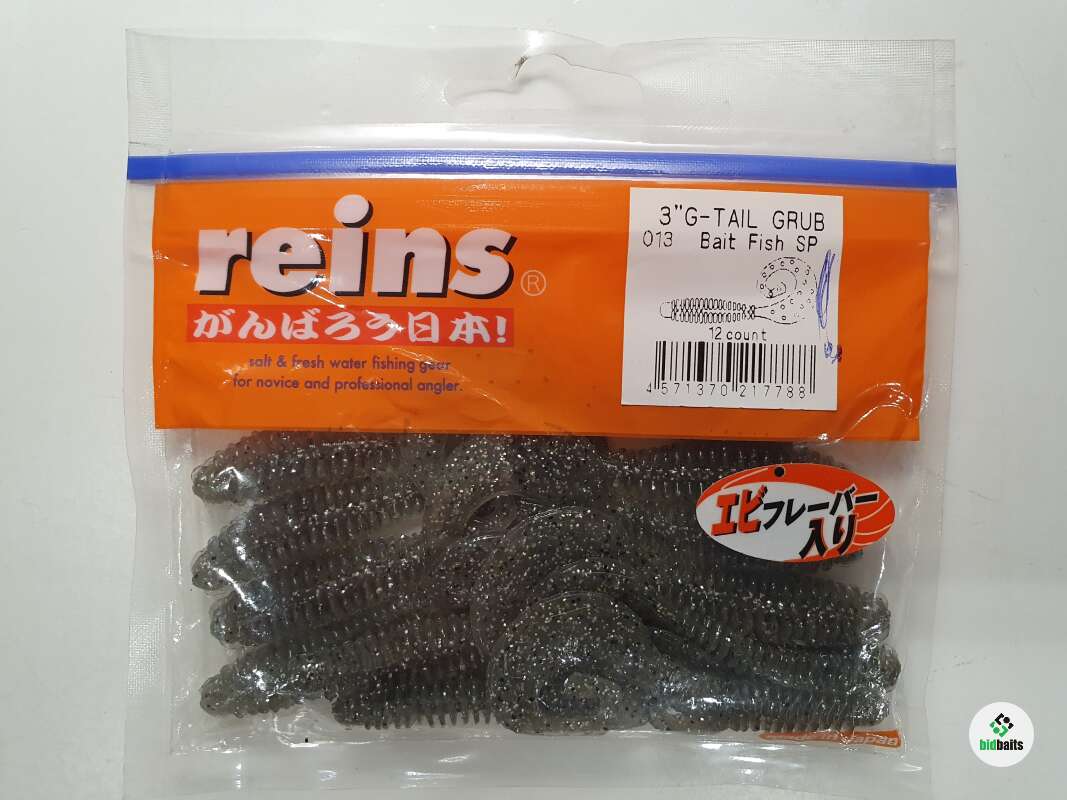 reins®
がんばろう日本!
salt & fresh water fishing gear
for novice and professional angler.
3"G-TAIL GRUB
013 Bait Fish SP
12count
4 571370 217788
エビフレーバー
入り
bidbaits